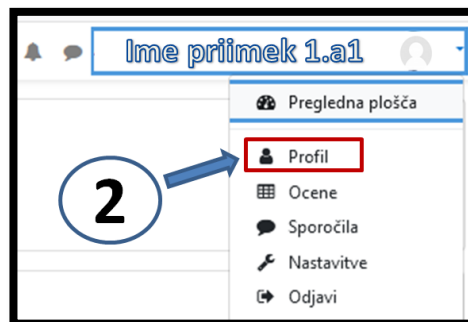 Ime priimek 1.a1
Pregledna plošča
Profil
2
Ocene
Sporočila
Nastavitve
Odjavi